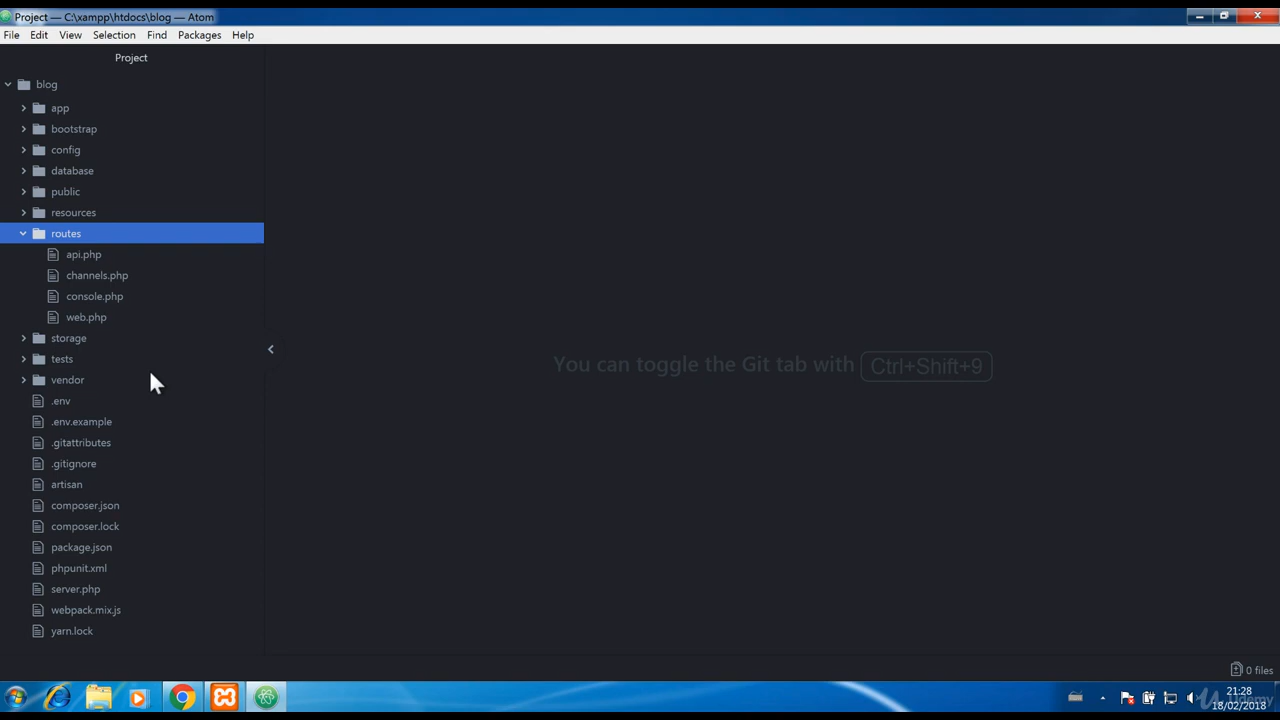 Project — C:\xampp\htdocs\blog — Atom
File Edit View Selection Find Packages Help
Project
blog
app
bootstrap
config
database
public
resources
routes
api.php
channels.php
console.php
web.php
storage
tests
vendor
.env
.env.example
.gitattributes
.gitignore
artisan
composer.json
composer.lock
package.json
phpunit.xml
server.php
webpack.mix.js
yarn.lock
You can toggle the Git tab with Ctrl+Shift+9
0 files
21:28
18/02/2018
Udemy